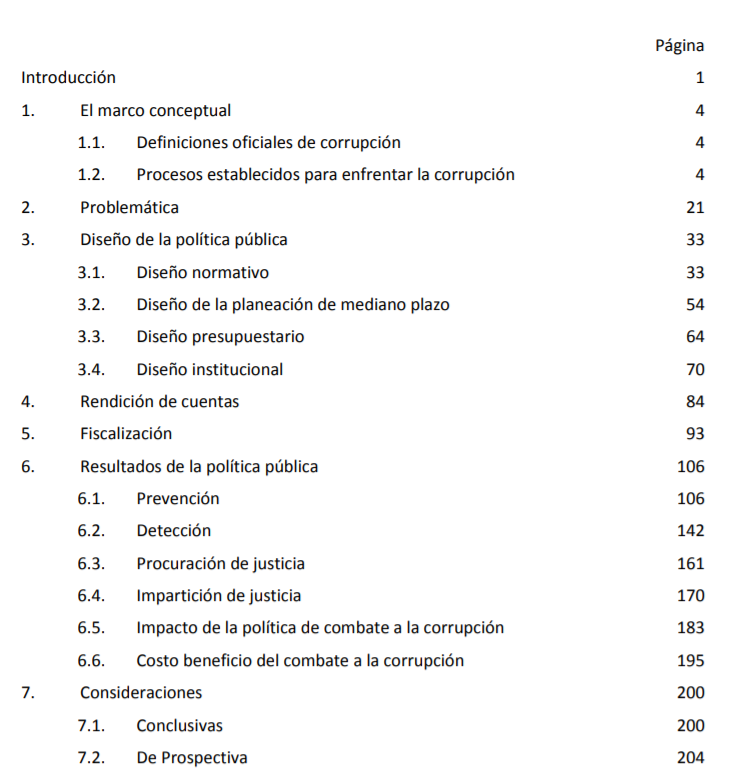 Página
Introducción 1
1. El marco conceptual 4
1.1. Definiciones oficiales de corrupción 4
1.2. Procesos establecidos para enfrentar la corrupción 4
2. Problemática 21
3. Diseño de la política pública 33
3.1. Diseño normativo 33
3.2. Diseño de la planeación de mediano plazo 54
3.3. Diseño presupuestario 64
3.4. Diseño institucional 70
4. Rendición de cuentas 84
5. Fiscalización 93
6. Resultados de la política pública 106
6.1. Prevención 106
6.2. Detección 142
6.3. Procuración de justicia 161
6.4. Impartición de justicia 170
6.5. Impacto de la política de combate a la corrupción 183
6.6. Costo beneficio del combate a la corrupción 195
7. Consideraciones 200
7.1. Conclusivas 200
7.2. De Prospectiva 204